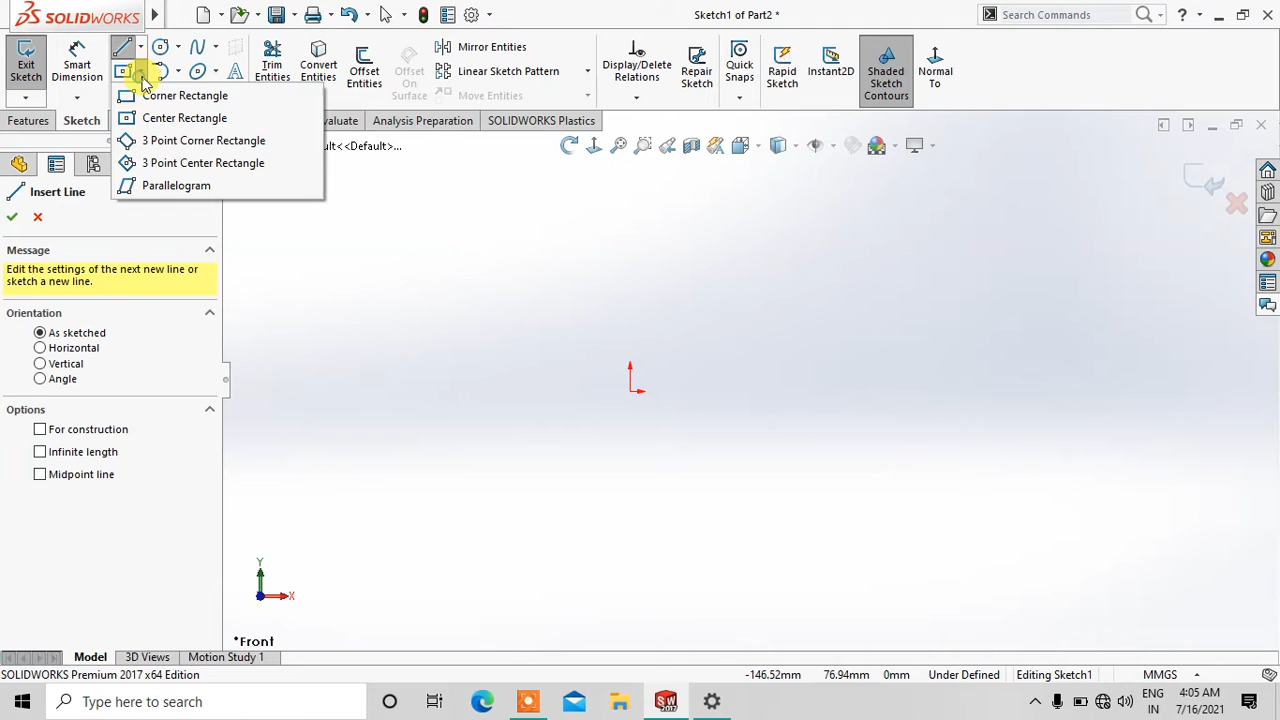 SOLIDWORKS
Sketch1 of Part2 *
Search Commands
?
Exit Sketch
Smart Dimension
Trim Entities
Convert Entities
Offset Entities
Offset On Surface
Mirror Entities
Linear Sketch Pattern
Move Entities
Display/Delete Relations
Repair Sketch
Quick Snaps
Rapid Sketch
Instant2D
Shaded Sketch Contours
Normal To
Corner Rectangle
Center Rectangle
3 Point Corner Rectangle
3 Point Center Rectangle
Parallelogram
Features
Sketch
valuate
Analysis Preparation
SOLIDWORKS Plastics
ult<<Default>...
Insert Line
Message
Edit the settings of the next new line or
sketch a new line.
Orientation
As sketched
Horizontal
Vertical
Angle
Options
For construction
Infinite length
Midpoint line
Y
X
*Front
Model
3D Views
Motion Study 1
SOLIDWORKS Premium 2017 x64 Edition
-146.52mm
76.94mm
0mm
Under Defined
Editing Sketch1
MMGS
Type here to search
SW
2017
ENG
IN
4:05 AM
7/16/2021